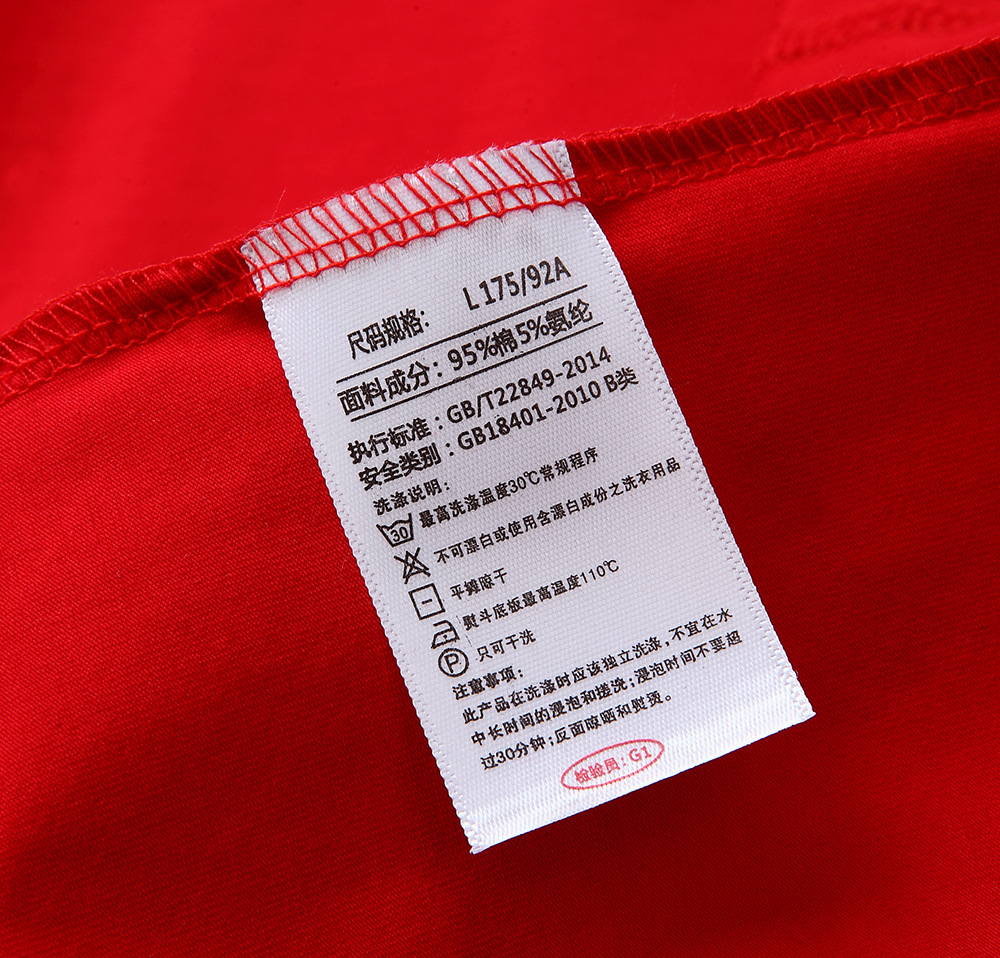 尺码规格: L 175/92A
面料成分: 95%棉5%氨纶
执行标准: GB/T22849-2014
安全类别: GB18401-2010 B类
洗涤说明:
30 最高洗涤温度30℃常规程序
不可漂白或使用含漂白成份之洗衣用品
平摊晾干
熨斗底板最高温度110℃
P 只可干洗
注意事项:
此产品在洗涤时应该独立洗涤, 不宜在水
中长时间的浸泡和搓洗; 浸泡时间不要超
过30分钟; 反面晾晒和熨烫。
检验员: G1